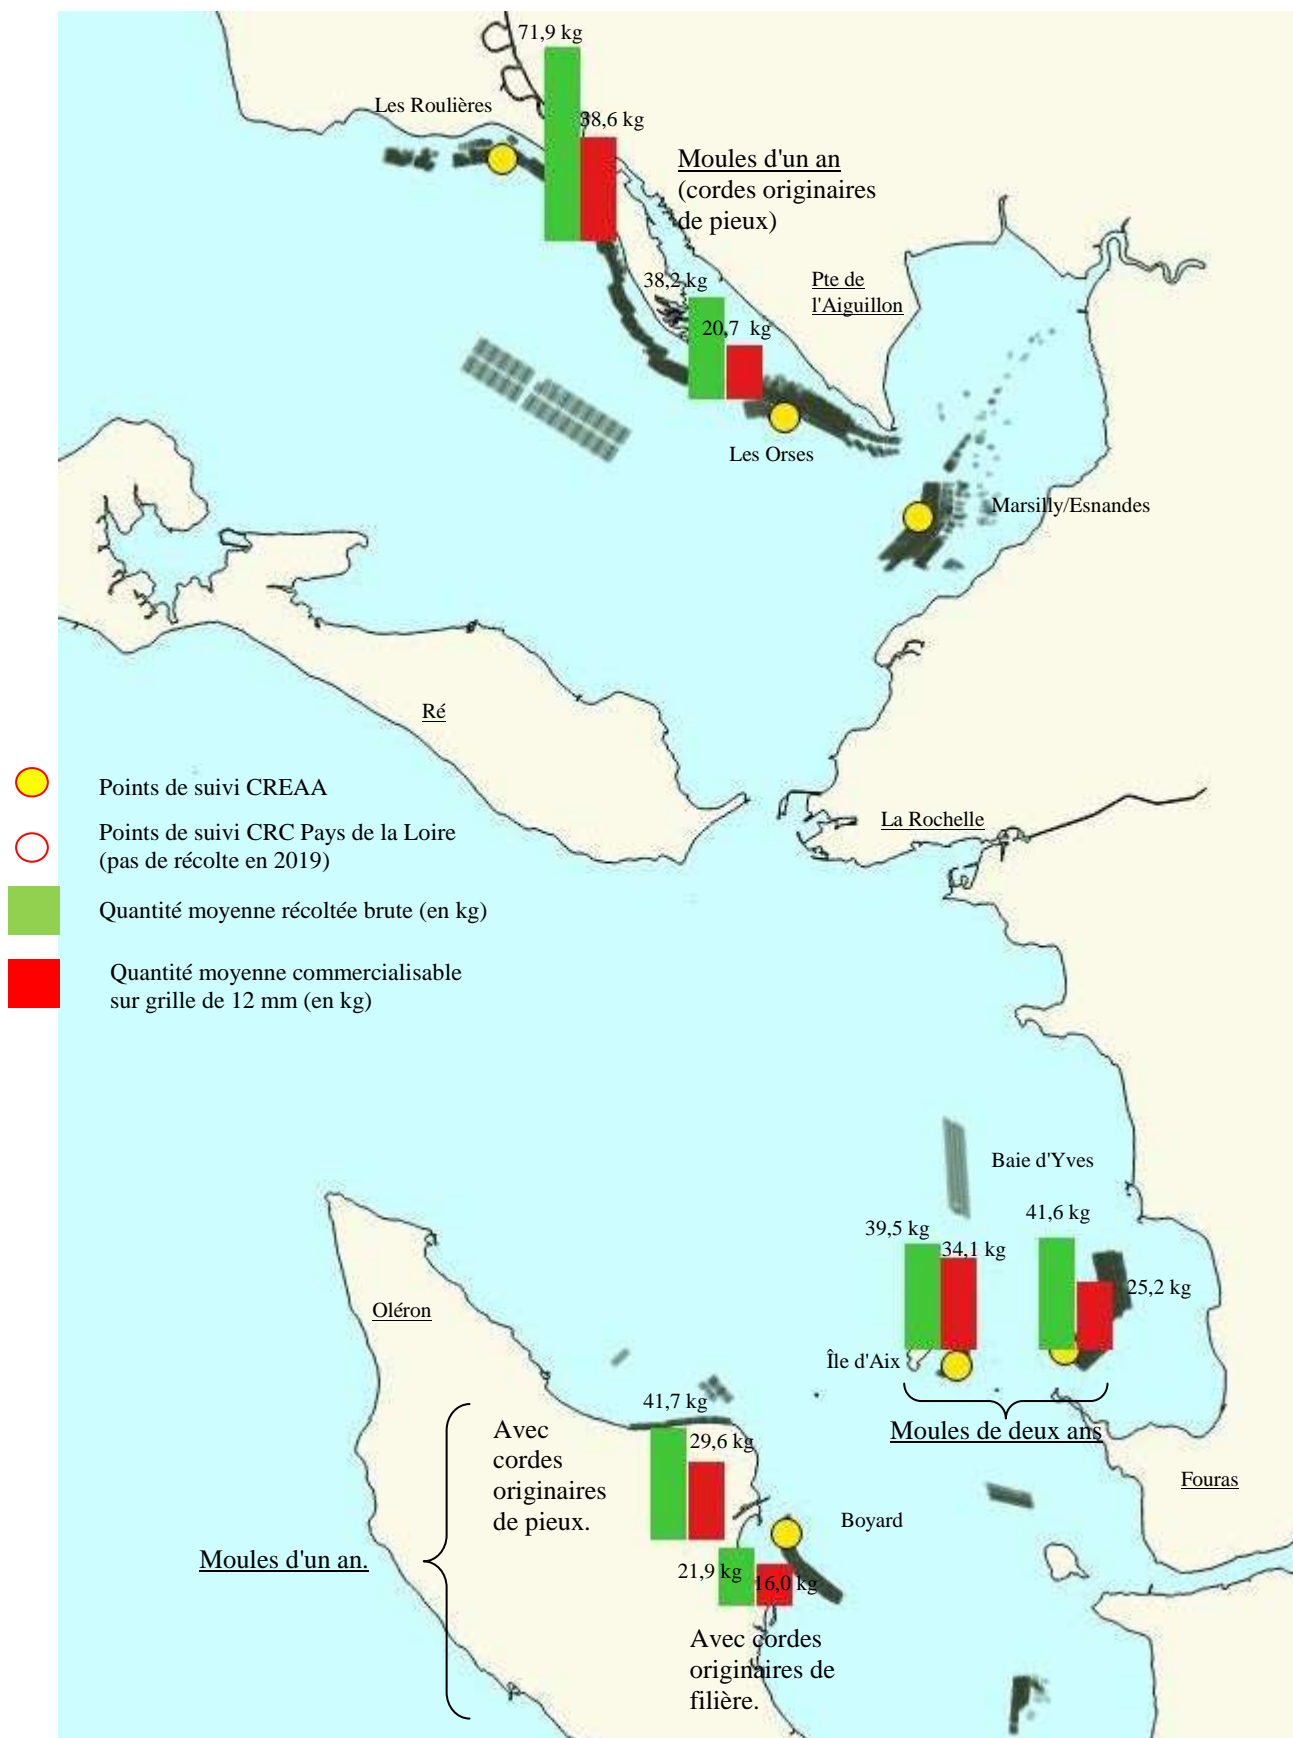 71,9 kg
Les Roulières
38,6 kg
Moules d'un an
(cordes originaires
de pieux)
38,2 kg
Pte de
l'Aiguillon
20,7 kg
Les Orses
Marsilly/Esnandes
Ré
Points de suivi CREAA
Points de suivi CRC Pays de la Loire
(pas de récolte en 2019)
La Rochelle
Quantité moyenne récoltée brute (en kg)
Quantité moyenne commercialisable
sur grille de 12 mm (en kg)
Baie d'Yves
39,5 kg
41,6 kg
34,1 kg
25,2 kg
Oléron
Île d'Aix
Moules de deux ans
41,7 kg
Avec
cordes
originaires
de pieux.
29,6 kg
Fouras
Boyard
Moules d'un an.
21,9 kg
16,0 kg
Avec cordes
originaires de
filière.